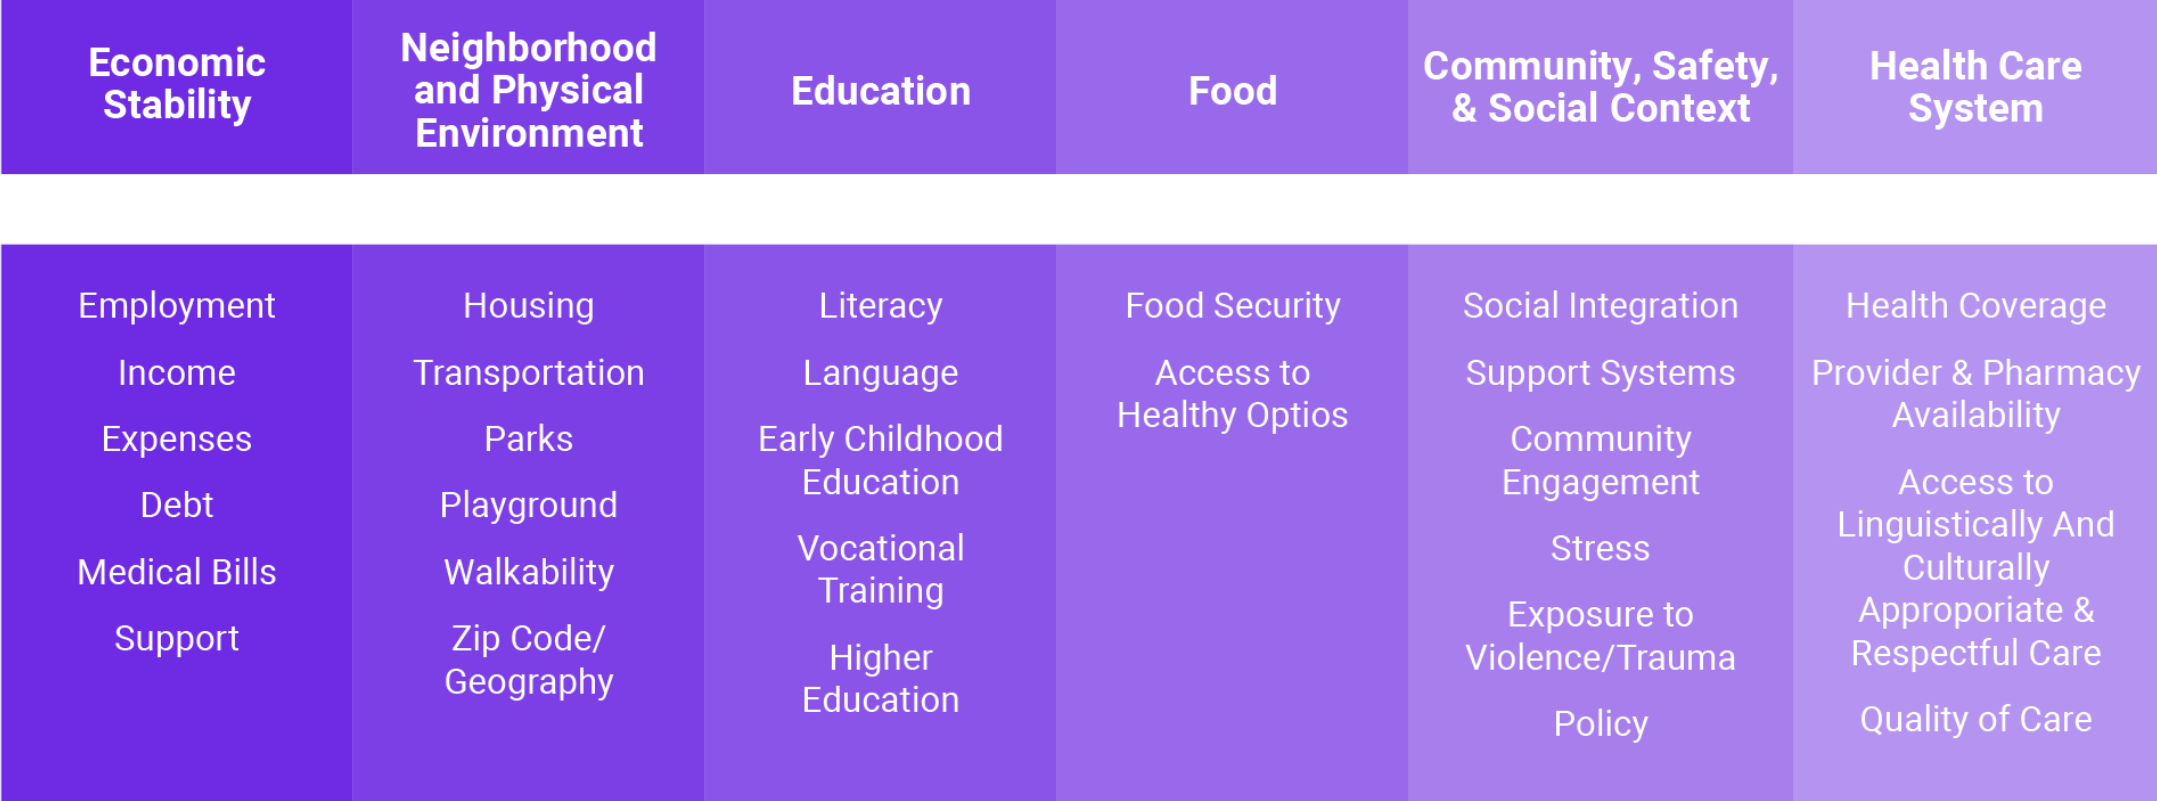 Economic
Stability
Neighborhood
and Physical
Environment
Education
Food
Community, Safety,
& Social Context
Health Care
System
Employment
Income
Expenses
Debt
Medical Bills
Support
Housing
Transportation
Parks
Playground
Walkability
Zip Code/
Geography
Literacy
Language
Early Childhood
Education
Vocational
Training
Higher
Education
Food Security
Access to
Healthy Optios
Social Integration
Support Systems
Community
Engagement
Stress
Exposure to
Violence/Trauma
Policy
Health Coverage
Provider & Pharmacy
Availability
Access to
Linguistically And
Culturally
Approporiate &
Respectful Care
Quality of Care